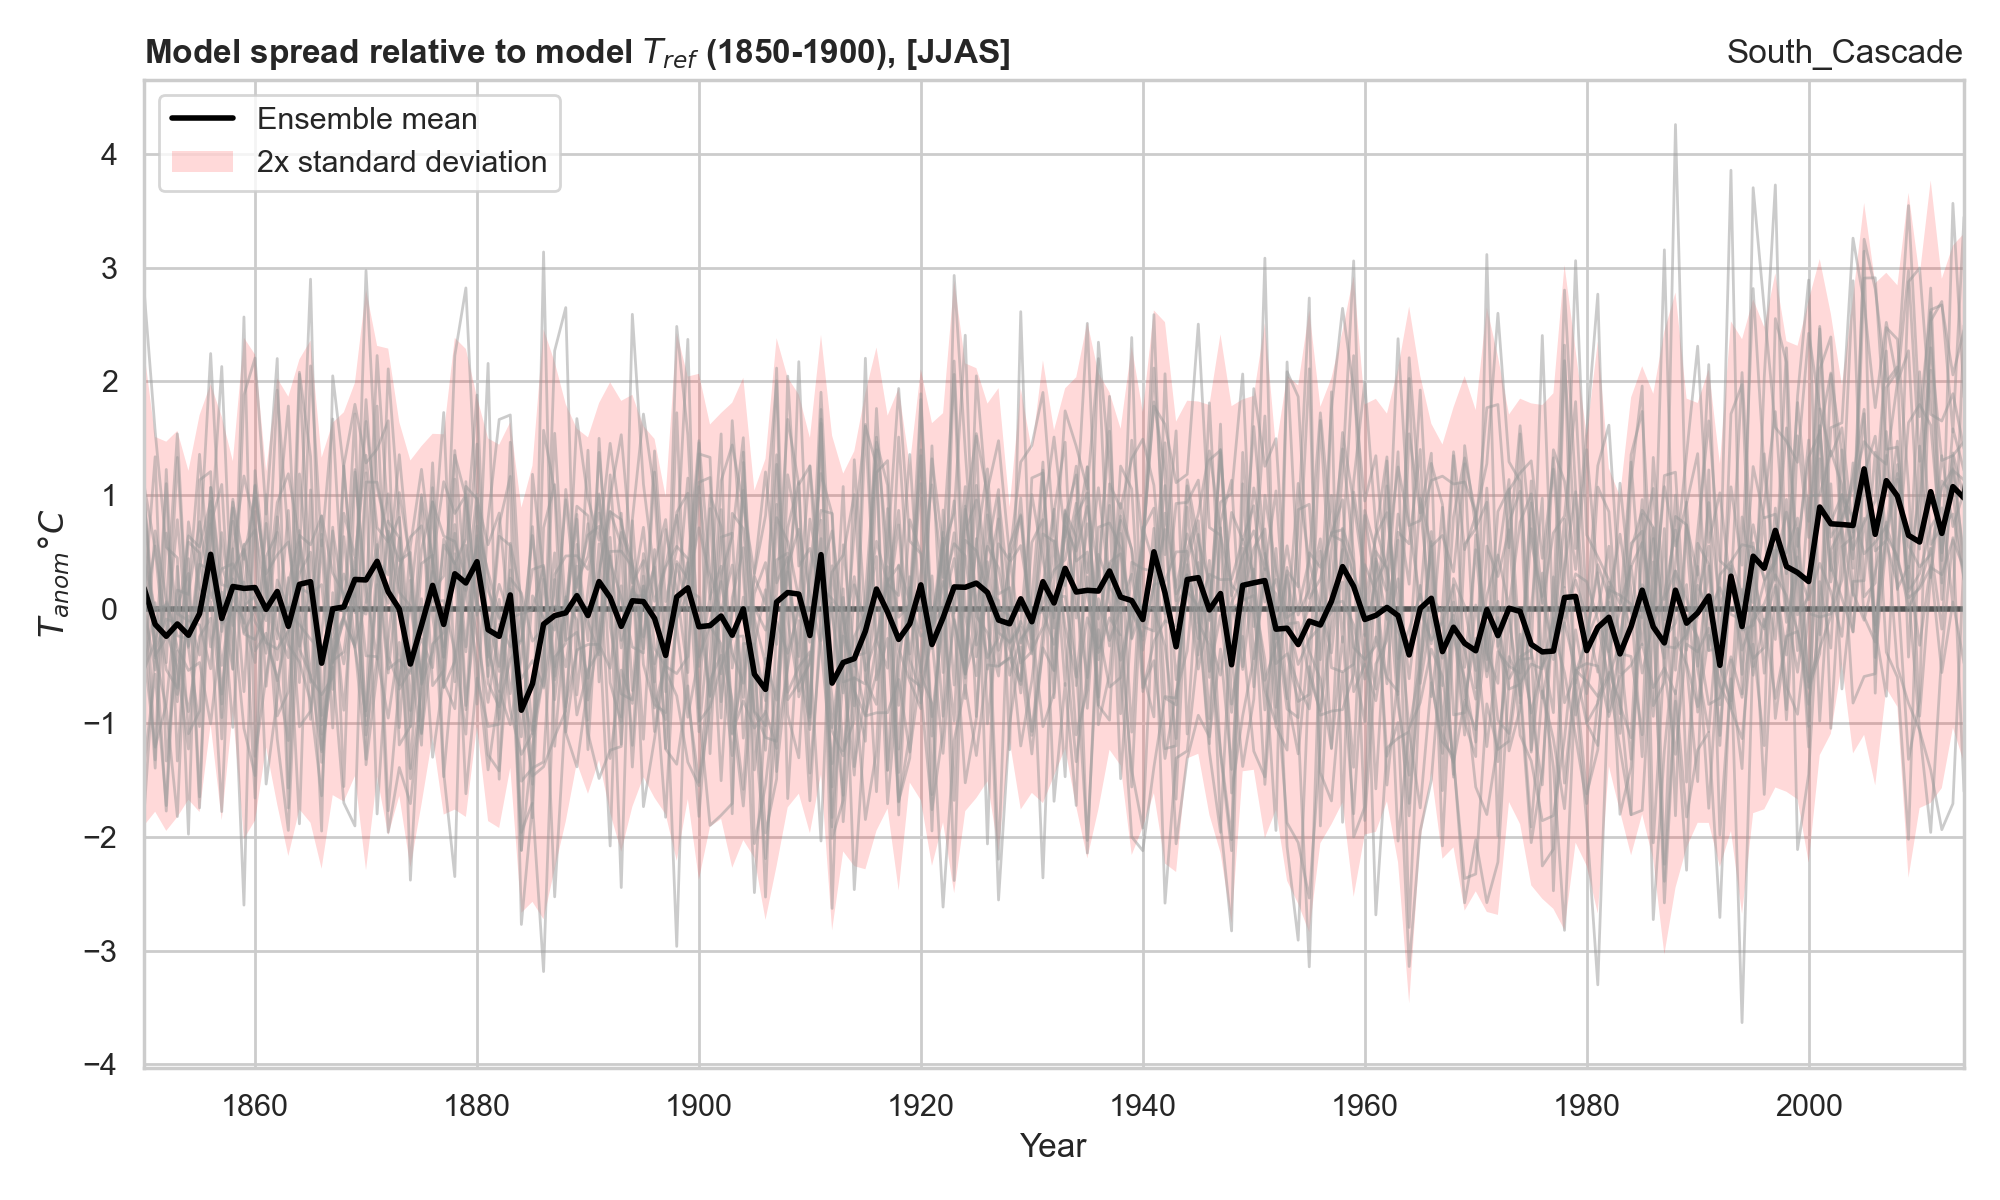 Model spread relative to model T_ref (1850-1900), [JJAS]
South_Cascade
Ensemble mean
2x standard deviation
4
3
2
1
0
−1
−2
−3
−4
T_anom °C
1860 1880 1900 1920 1940 1960 1980 2000
Year